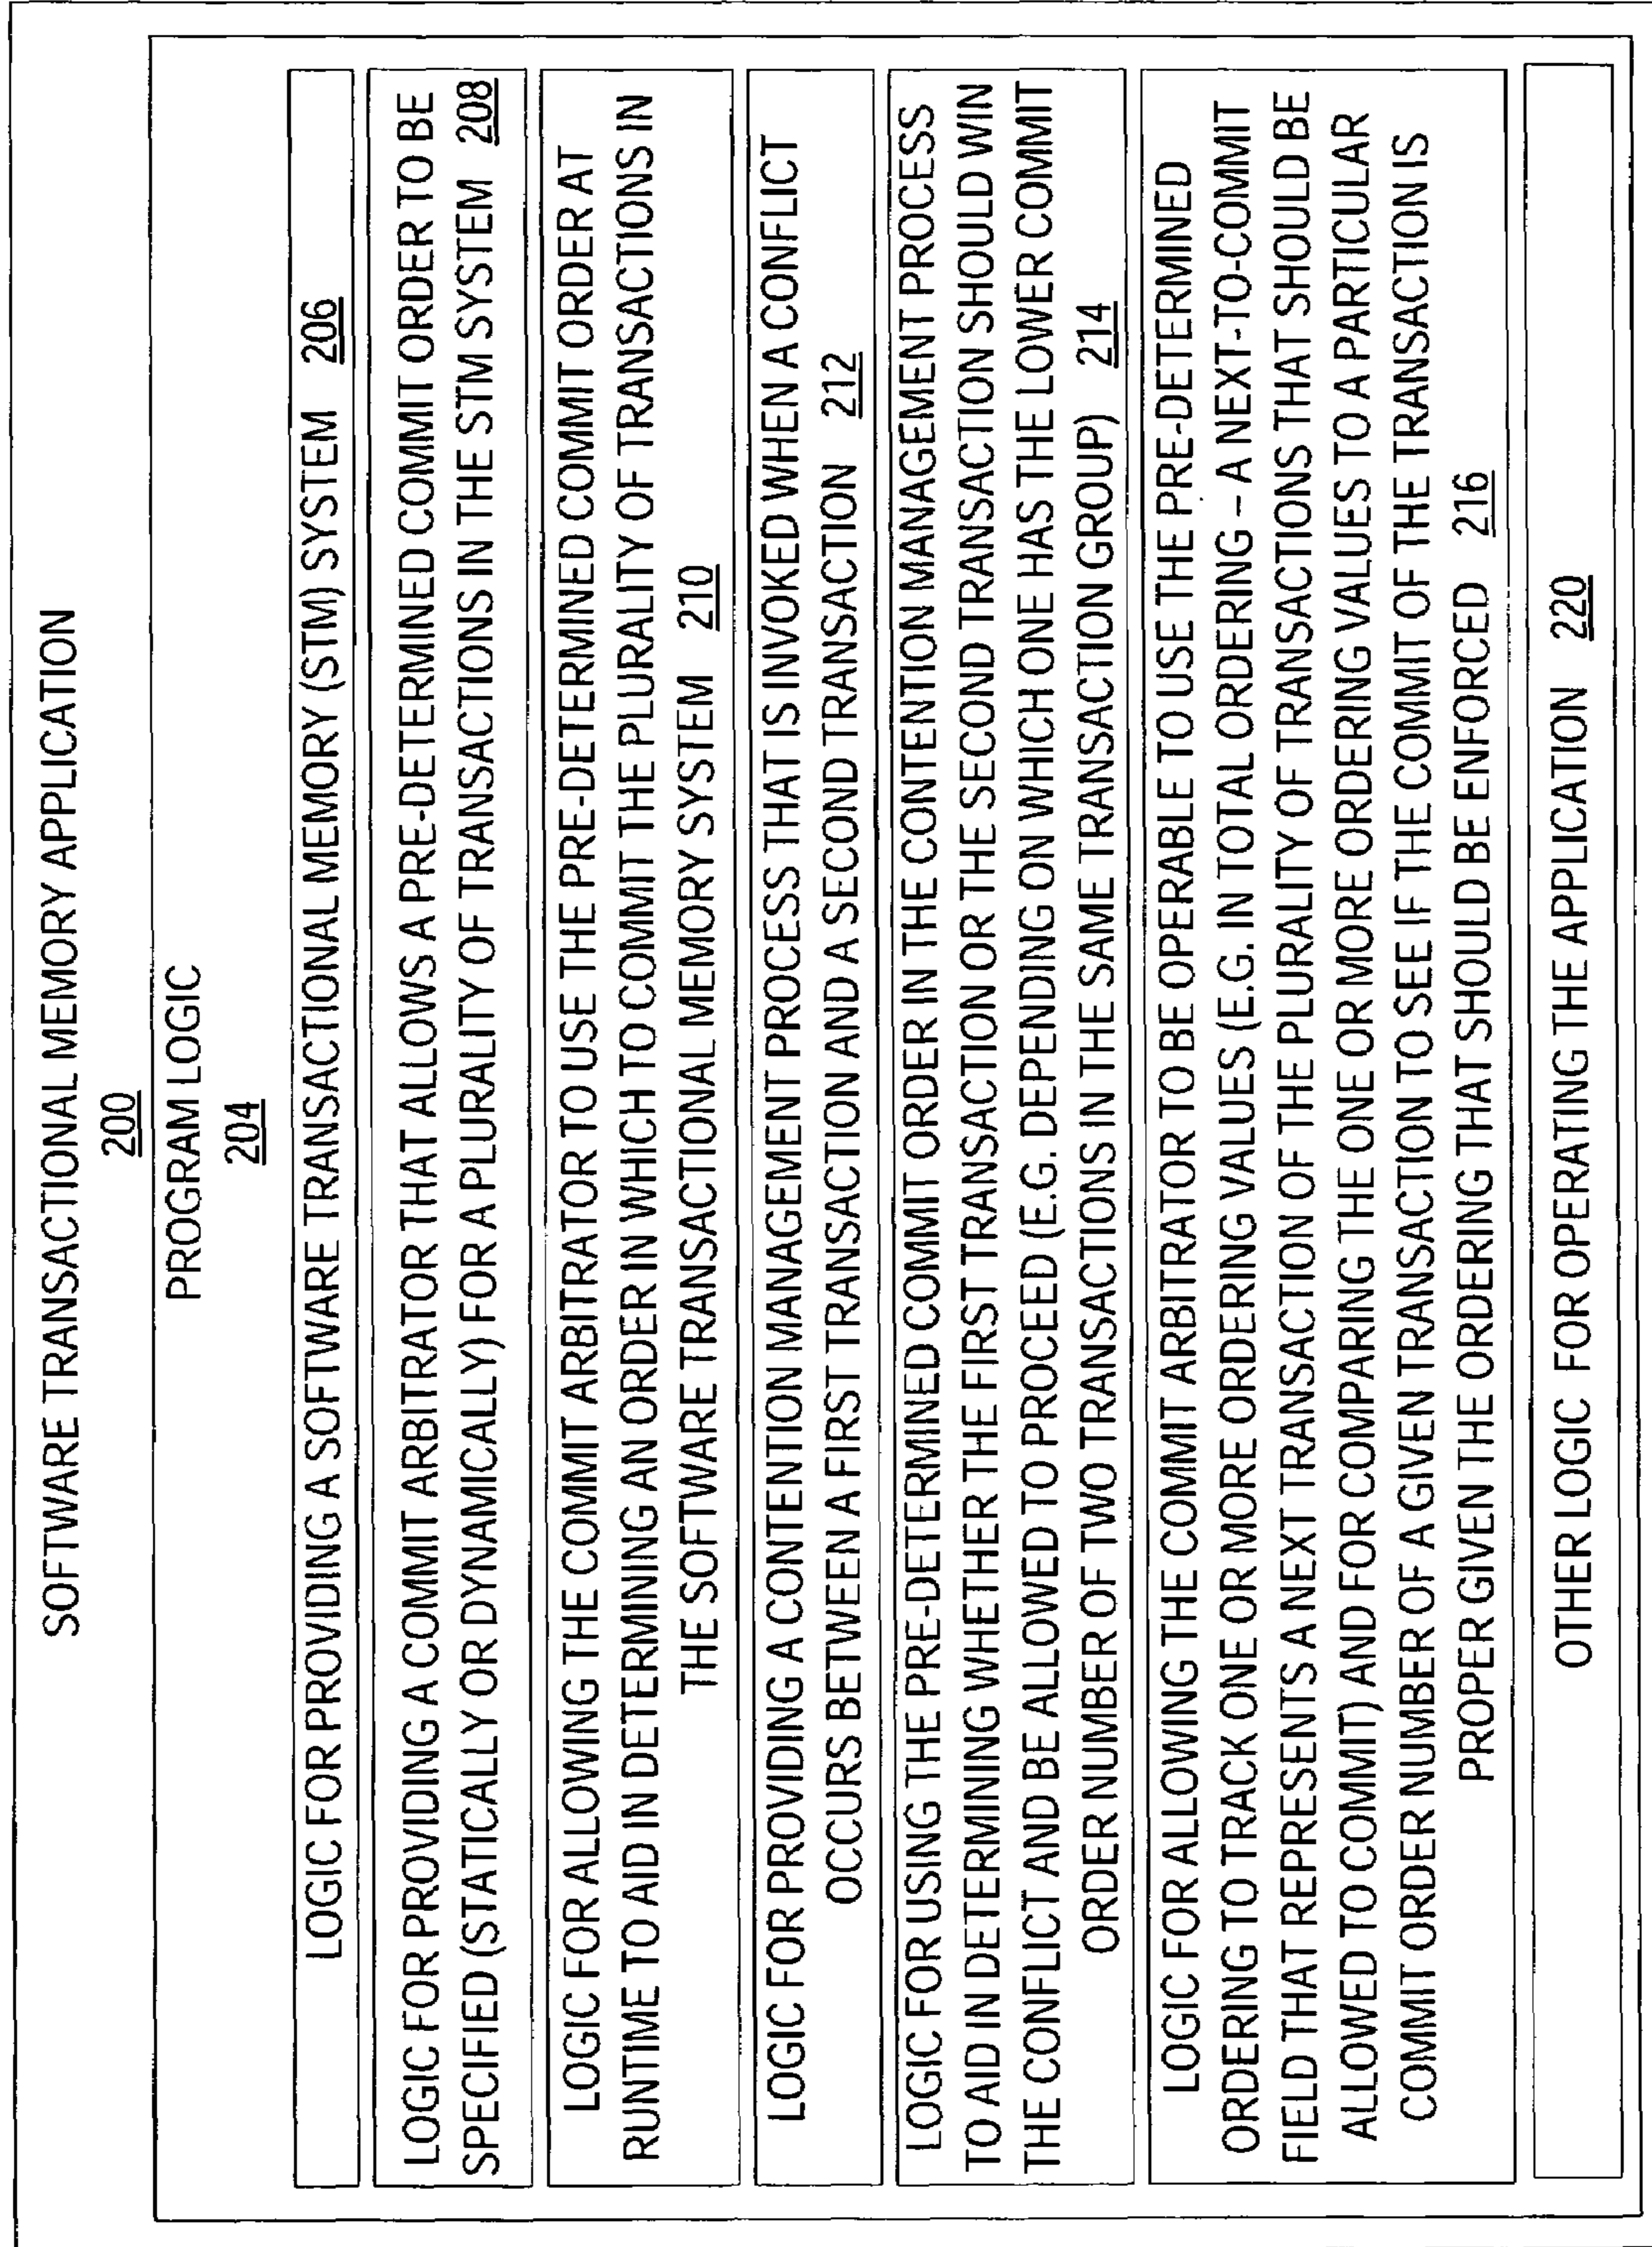 SOFTWARE TRANSACTIONAL MEMORY APPLICATION
200
PROGRAM LOGIC
204
LOGIC FOR PROVIDING A SOFTWARE TRANSACTIONAL MEMORY (STM) SYSTEM 206
LOGIC FOR PROVIDING A COMMIT ARBITRATOR THAT ALLOWS A PRE-DETERMINED COMMIT ORDER TO BE
SPECIFIED (STATICALLY OR DYNAMICALLY) FOR A PLURALITY OF TRANSACTIONS IN THE STM SYSTEM 208
LOGIC FOR ALLOWING THE COMMIT ARBITRATOR TO USE THE PRE-DETERMINED COMMIT ORDER AT
RUNTIME TO AID IN DETERMINING AN ORDER IN WHICH TO COMMIT THE PLURALITY OF TRANSACTIONS IN
THE SOFTWARE TRANSACTIONAL MEMORY SYSTEM 210
LOGIC FOR PROVIDING A CONTENTION MANAGEMENT PROCESS THAT IS INVOKED WHEN A CONFLICT
OCCURS BETWEEN A FIRST TRANSACTION AND A SECOND TRANSACTION 212
LOGIC FOR USING THE PRE-DETERMINED COMMIT ORDER IN THE CONTENTION MANAGEMENT PROCESS
TO AID IN DETERMINING WHETHER THE FIRST TRANSACTION OR THE SECOND TRANSACTION SHOULD WIN
THE CONFLICT AND BE ALLOWED TO PROCEED (E.G. DEPENDING ON WHICH ONE HAS THE LOWER COMMIT
ORDER NUMBER OF TWO TRANSACTIONS IN THE SAME TRANSACTION GROUP) 214
LOGIC FOR ALLOWING THE COMMIT ARBITRATOR TO BE OPERABLE TO USE THE PRE-DETERMINED
ORDERING TO TRACK ONE OR MORE ORDERING VALUES (E.G. IN TOTAL ORDERING – A NEXT-TO-COMMIT
FIELD THAT REPRESENTS A NEXT TRANSACTION OF THE PLURALITY OF TRANSACTIONS THAT SHOULD BE
ALLOWED TO COMMIT) AND FOR COMPARING THE ONE OR MORE ORDERING VALUES TO A PARTICULAR
COMMIT ORDER NUMBER OF A GIVEN TRANSACTION TO SEE IF THE COMMIT OF THE TRANSACTION IS
PROPER GIVEN THE ORDERING THAT SHOULD BE ENFORCED 216
OTHER LOGIC FOR OPERATING THE APPLICATION 220